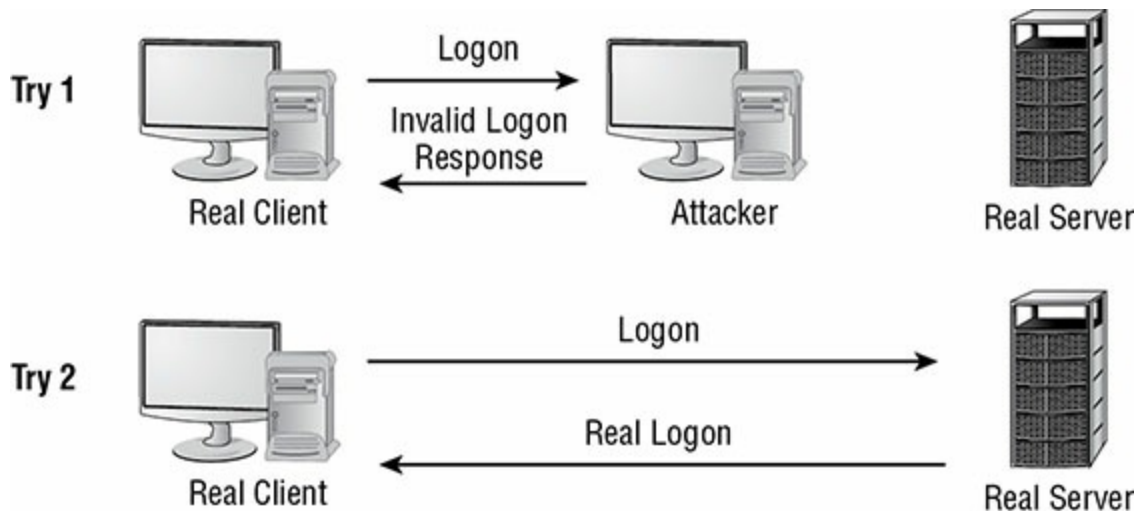 Try 1
Logon
Invalid Logon
Response
Real Client
Attacker
Real Server
Try 2
Logon
Real Logon
Real Client
Real Server